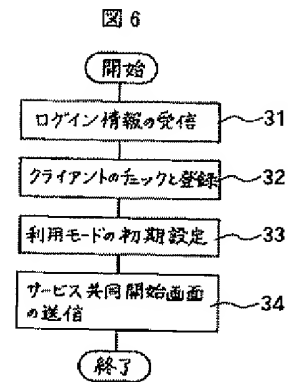 図6
開始
ログイン情報の受信
31
クライアントのチェックと登録
32
利用モードの初期設定
33
サービス共同開始画面
の送信
34
終了